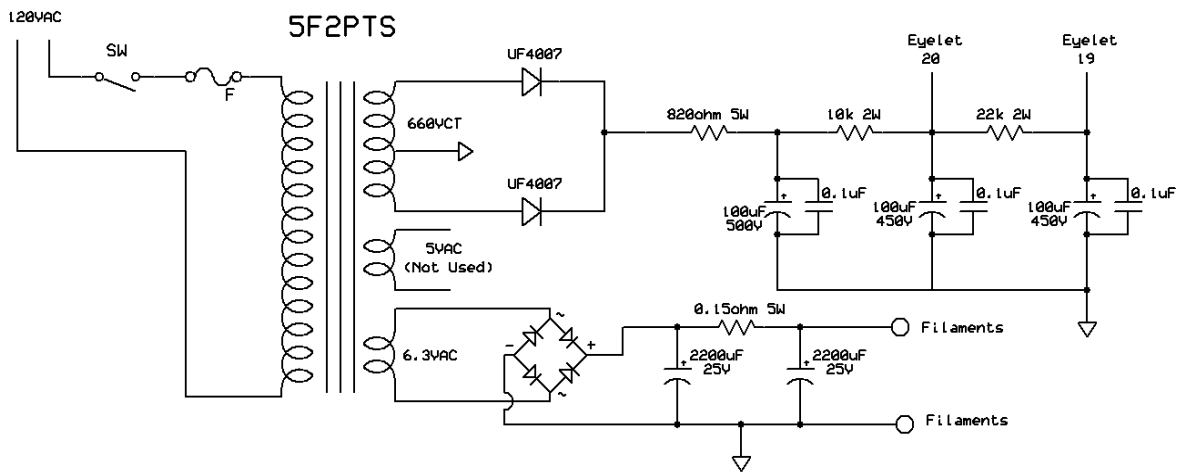 120VAC
5F2PTS
SW
F
UF4007
660VCT
UF4007
5VAC
(Not Used)
6.3VAC
~
-
+
~
820ohm 5W
10k 2W
22k 2W
Eyelet
20
Eyelet
19
+
100uF
500V
0.1uF
+
100uF
450V
0.1uF
+
100uF
450V
0.1uF
0.15ohm 5W
+
2200uF
25V
+
2200uF
25V
Filaments
Filaments